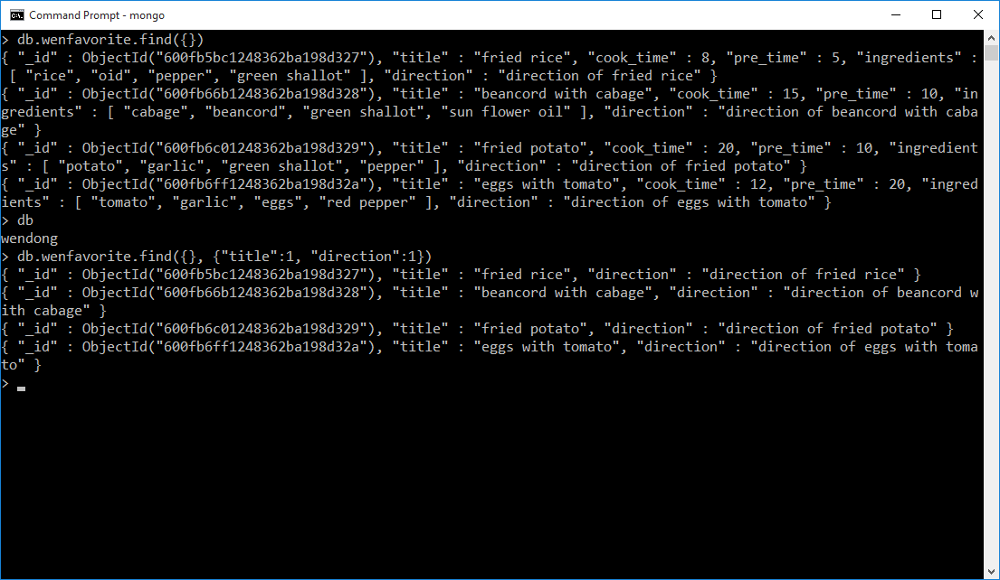 Command Prompt - mongo
> db.wenfavorite.find({})
{ "_id" : ObjectId("600fb5bc1248362ba198d327"), "title" : "fried rice", "cook_time" : 8, "pre_time" : 5, "ingredients" :
 [ "rice", "oid", "pepper", "green shallot" ], "direction" : "direction of fried rice" }
{ "_id" : ObjectId("600fb66b1248362ba198d328"), "title" : "beancord with cabage", "cook_time" : 15, "pre_time" : 10, "in
gredients" : [ "cabage", "beancord", "green shallot", "sun flower oil" ], "direction" : "direction of beancord with caba
ge" }
{ "_id" : ObjectId("600fb6c01248362ba198d329"), "title" : "fried potato", "cook_time" : 20, "pre_time" : 10, "ingredient
s" : [ "potato", "garlic", "green shallot", "pepper" ], "direction" : "direction of fried potato" }
{ "_id" : ObjectId("600fb6ff1248362ba198d32a"), "title" : "eggs with tomato", "cook_time" : 12, "pre_time" : 20, "ingred
ients" : [ "tomato", "garlic", "eggs", "red pepper" ], "direction" : "direction of eggs with tomato" }
> db
wendong
> db.wenfavorite.find({}, {"title":1, "direction":1})
{ "_id" : ObjectId("600fb5bc1248362ba198d327"), "title" : "fried rice", "direction" : "direction of fried rice" }
{ "_id" : ObjectId("600fb66b1248362ba198d328"), "title" : "beancord with cabage", "direction" : "direction of beancord w
ith cabage" }
{ "_id" : ObjectId("600fb6c01248362ba198d329"), "title" : "fried potato", "direction" : "direction of fried potato" }
{ "_id" : ObjectId("600fb6ff1248362ba198d32a"), "title" : "eggs with tomato", "direction" : "direction of eggs with toma
to" }
>